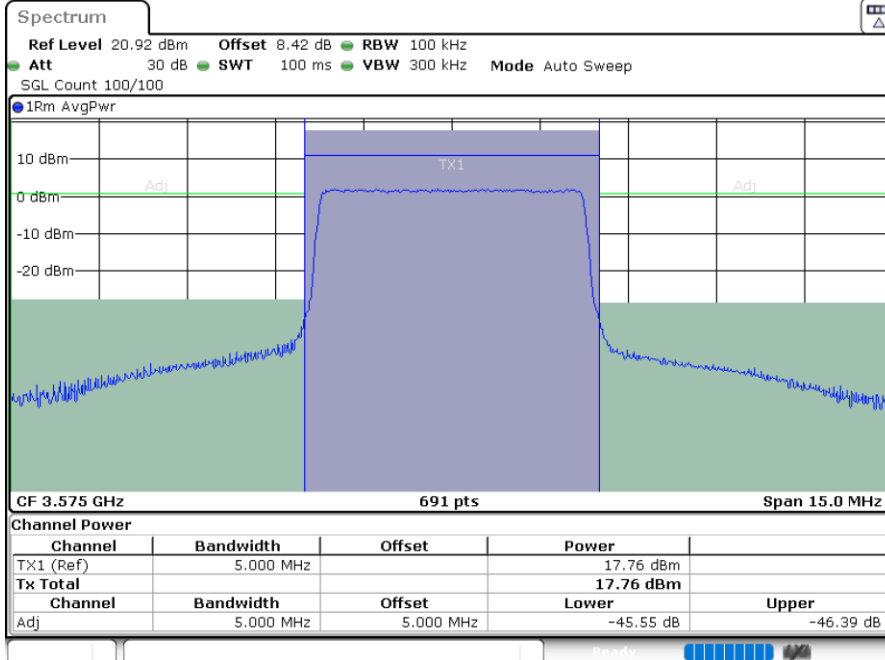 Spectrum
Ref Level 20.92 dBm Offset 8.42 dB RBW 100 kHz
Att 30 dB SWT 100 ms VBW 300 kHz Mode Auto Sweep
SGL Count 100/100
1Rm AvgPwr
10 dBm
TX1
Adj
Adj
0 dBm
-10 dBm
-20 dBm
CF 3.575 GHz 691 pts Span 15.0 MHz
Channel Power
Channel Bandwidth Offset Power
TX1 (Ref) 5.000 MHz 17.76 dBm
Tx Total 17.76 dBm
Channel Bandwidth Offset Lower Upper
Adj 5.000 MHz 5.000 MHz -45.55 dB -46.39 dB
Ready